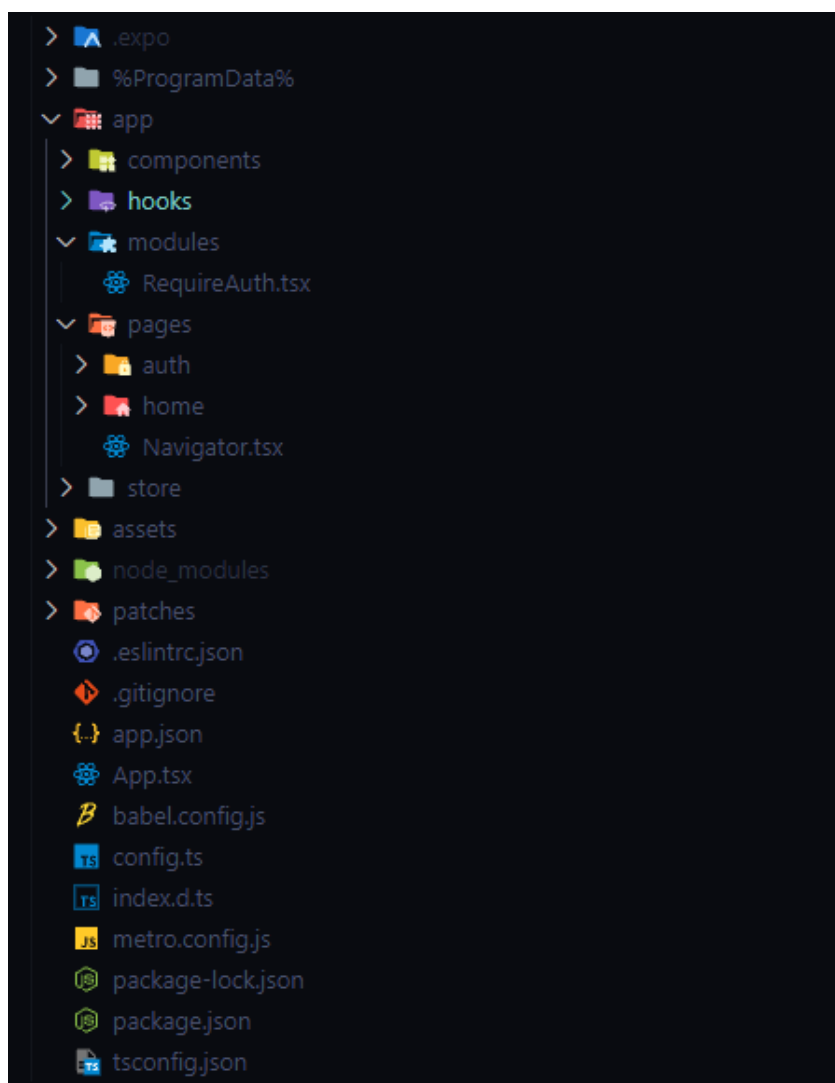 .expo
%ProgramData%
app
components
hooks
modules
RequireAuth.tsx
pages
auth
home
Navigator.tsx
store
assets
node_modules
patches
.eslintrc.json
.gitignore
app.json
App.tsx
babel.config.js
config.ts
index.d.ts
metro.config.js
package-lock.json
package.json
tsconfig.json